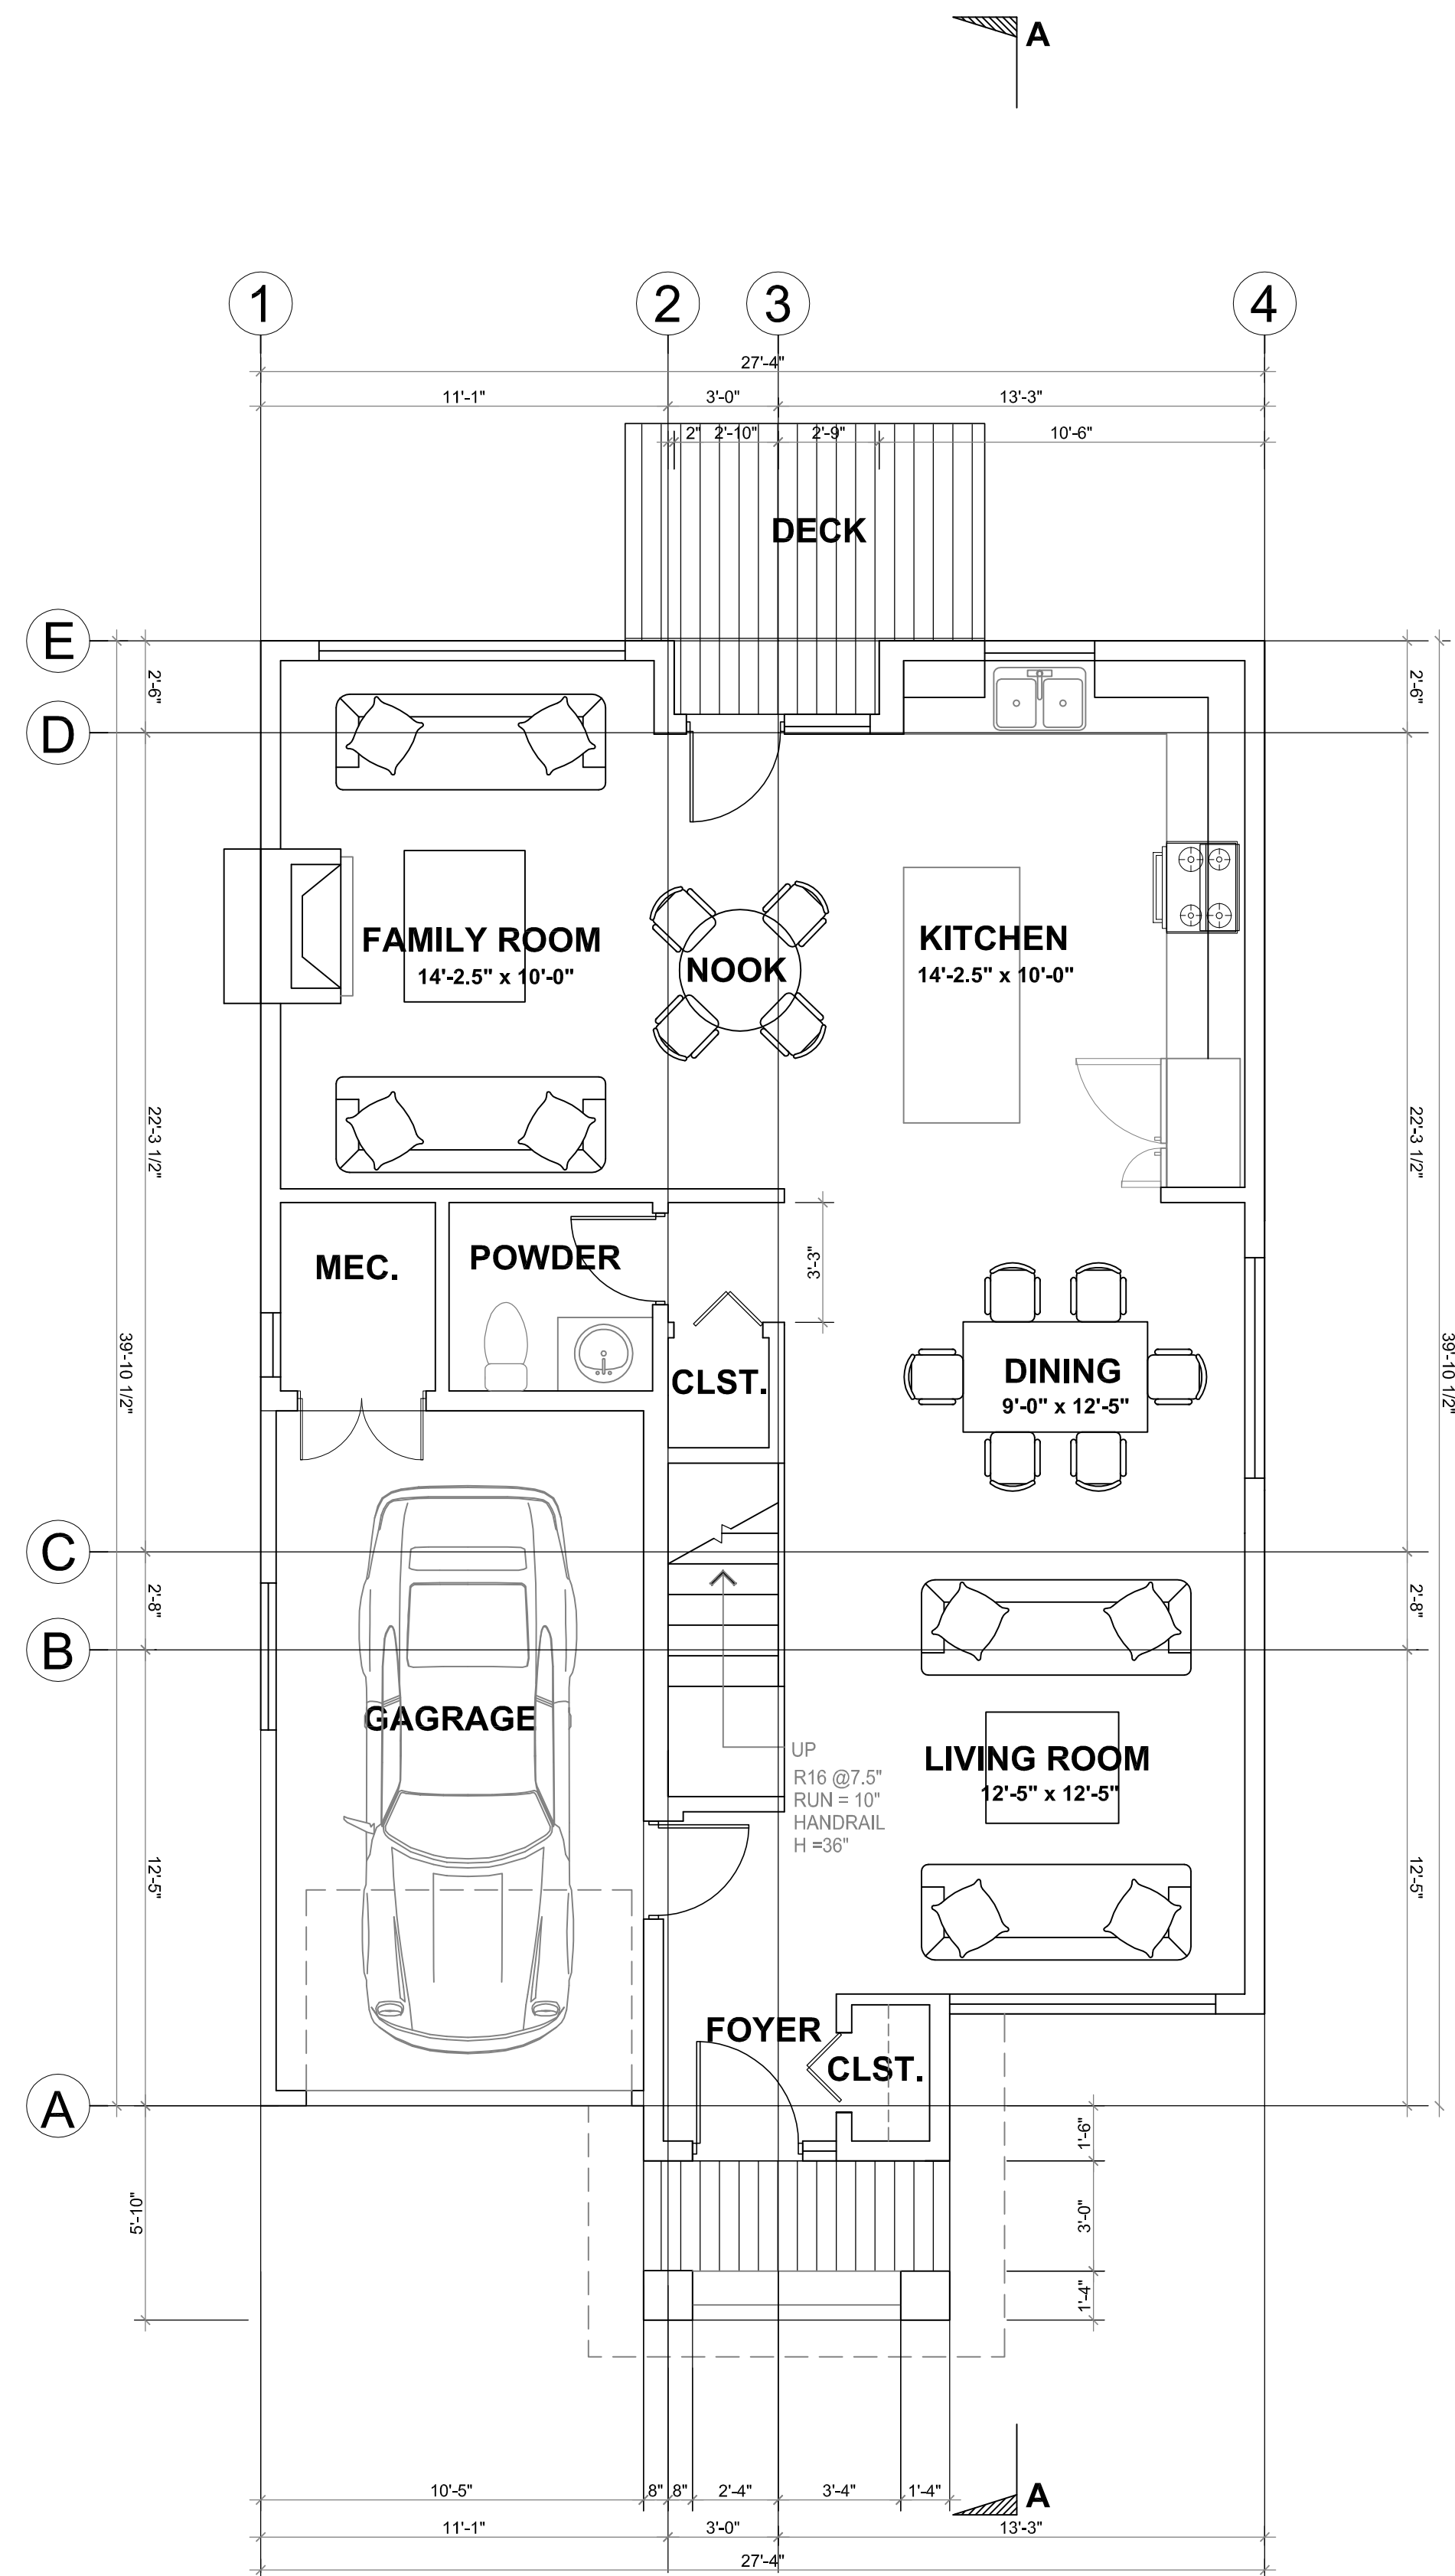 A
1 2 3 4
27'-4"
11'-1" 3'-0" 13'-3"
2" 2'-10" 2'-9" 10'-6"
DECK
E
2'-6" 2'-6"
D
FAMILY ROOM
14'-2.5" x 10'-0"
NOOK
KITCHEN
14'-2.5" x 10'-0"
22'-3 1/2" 22'-3 1/2"
MEC.
POWDER
3'-3"
39'-10 1/2" 39'-10 1/2"
CLST.
DINING
9'-0" x 12'-5"
C
2'-8" 2'-8"
B
GAGRAGE
UP
R16 @7.5"
RUN = 10"
HANDRAIL
H =36"
LIVING ROOM
12'-5" x 12'-5"
12'-5" 12'-5"
FOYER
CLST.
A
1'-6"
5'-10"
3'-0"
1'-4"
10'-5" 8" 8" 2'-4" 3'-4" 1'-4"
A
11'-1" 3'-0" 13'-3"
27'-4"